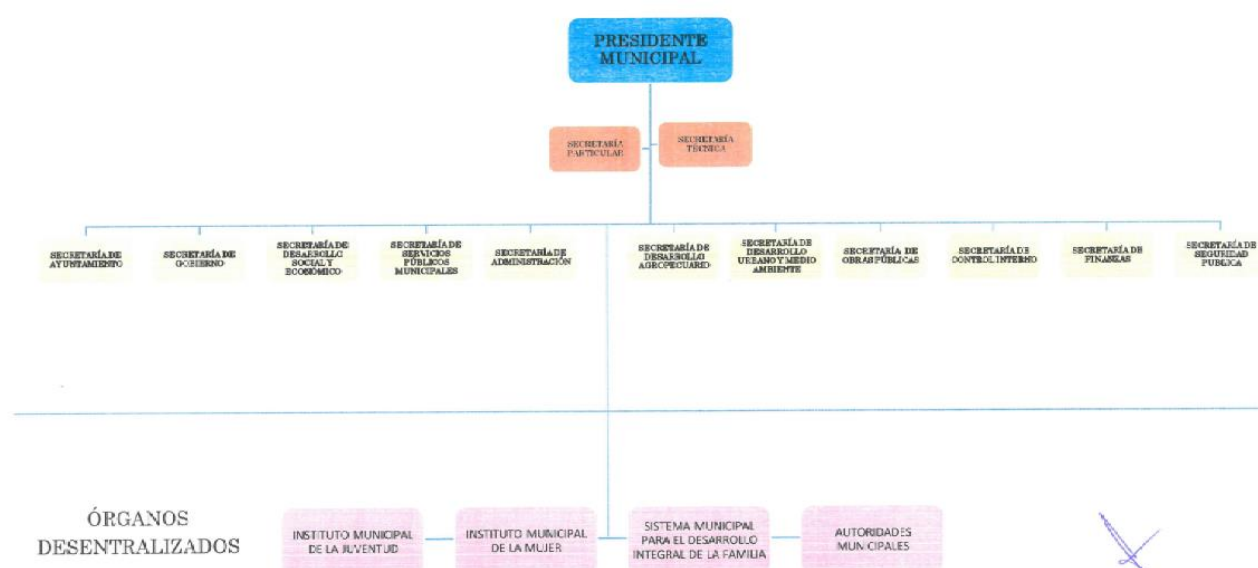 PRESIDENTE
MUNICIPAL
SECRETARÍA
PARTICULAR
SECRETARÍA
TÉCNICA
SECRETARÍA DE
AYUNTAMIENTO
SECRETARÍA DE
GOBIERNO
SECRETARÍA DE
DESARROLLO
SOCIAL Y
ECONÓMICO
SECRETARÍA DE
SERVICIOS
PÚBLICOS
MUNICIPALES
SECRETARÍA DE
ADMINISTRACIÓN
SECRETARÍA DE
DESARROLLO
AGROPECUARIO
SECRETARÍA DE
DESARROLLO
URBANO Y MEDIO
AMBIENTE
SECRETARÍA DE
OBRAS PÚBLICAS
SECRETARÍA DE
CONTROL INTERNO
SECRETARÍA DE
FINANZAS
SECRETARÍA DE
SEGURIDAD
PUBLICA
ÓRGANOS
DESENTRALIZADOS
INSTITUTO MUNICIPAL
DE LA JUVENTUD
INSTITUTO MUNICIPAL
DE LA MUJER
SISTEMA MUNICIPAL
PARA EL DESARROLLO
INTEGRAL DE LA FAMILIA
AUTORIDADES
MUNICIPALES